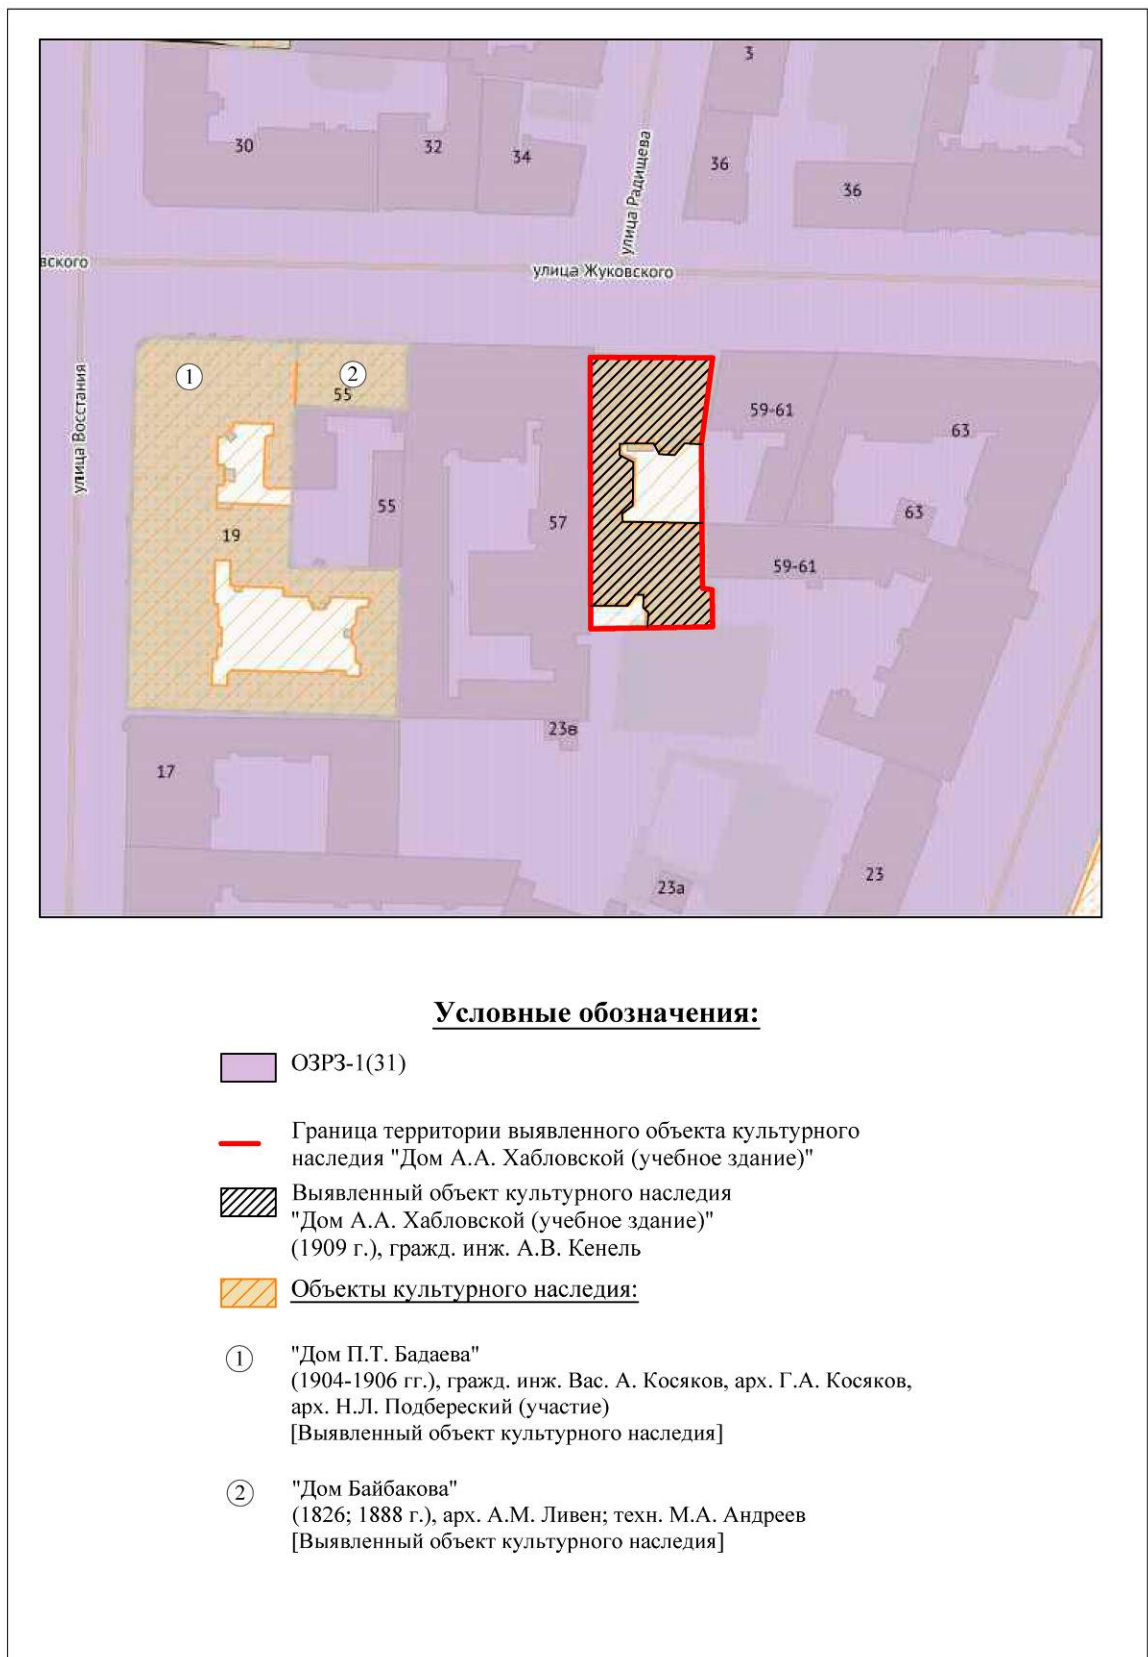 3
30
32
34
улица Радищева
36
36
вского
улица Жуковского
1
2
55
59-61
63
улица Восстания
55
57
63
19
59-61
23в
17
23а
23
Условные обозначения:
ОЗРЗ-1(31)
Граница территории выявленного объекта культурного
наследия "Дом А.А. Хабловской (учебное здание)"
Выявленный объект культурного наследия
"Дом А.А. Хабловской (учебное здание)"
(1909 г.), гражд. инж. А.В. Кенель
Объекты культурного наследия:
1
"Дом П.Т. Бадаева"
(1904-1906 гг.), гражд. инж. Вас. А. Косяков, арх. Г.А. Косяков,
арх. Н.Л. Подбереский (участие)
[Выявленный объект культурного наследия]
2
"Дом Байбакова"
(1826; 1888 г.), арх. А.М. Ливен; техн. М.А. Андреев
[Выявленный объект культурного наследия]